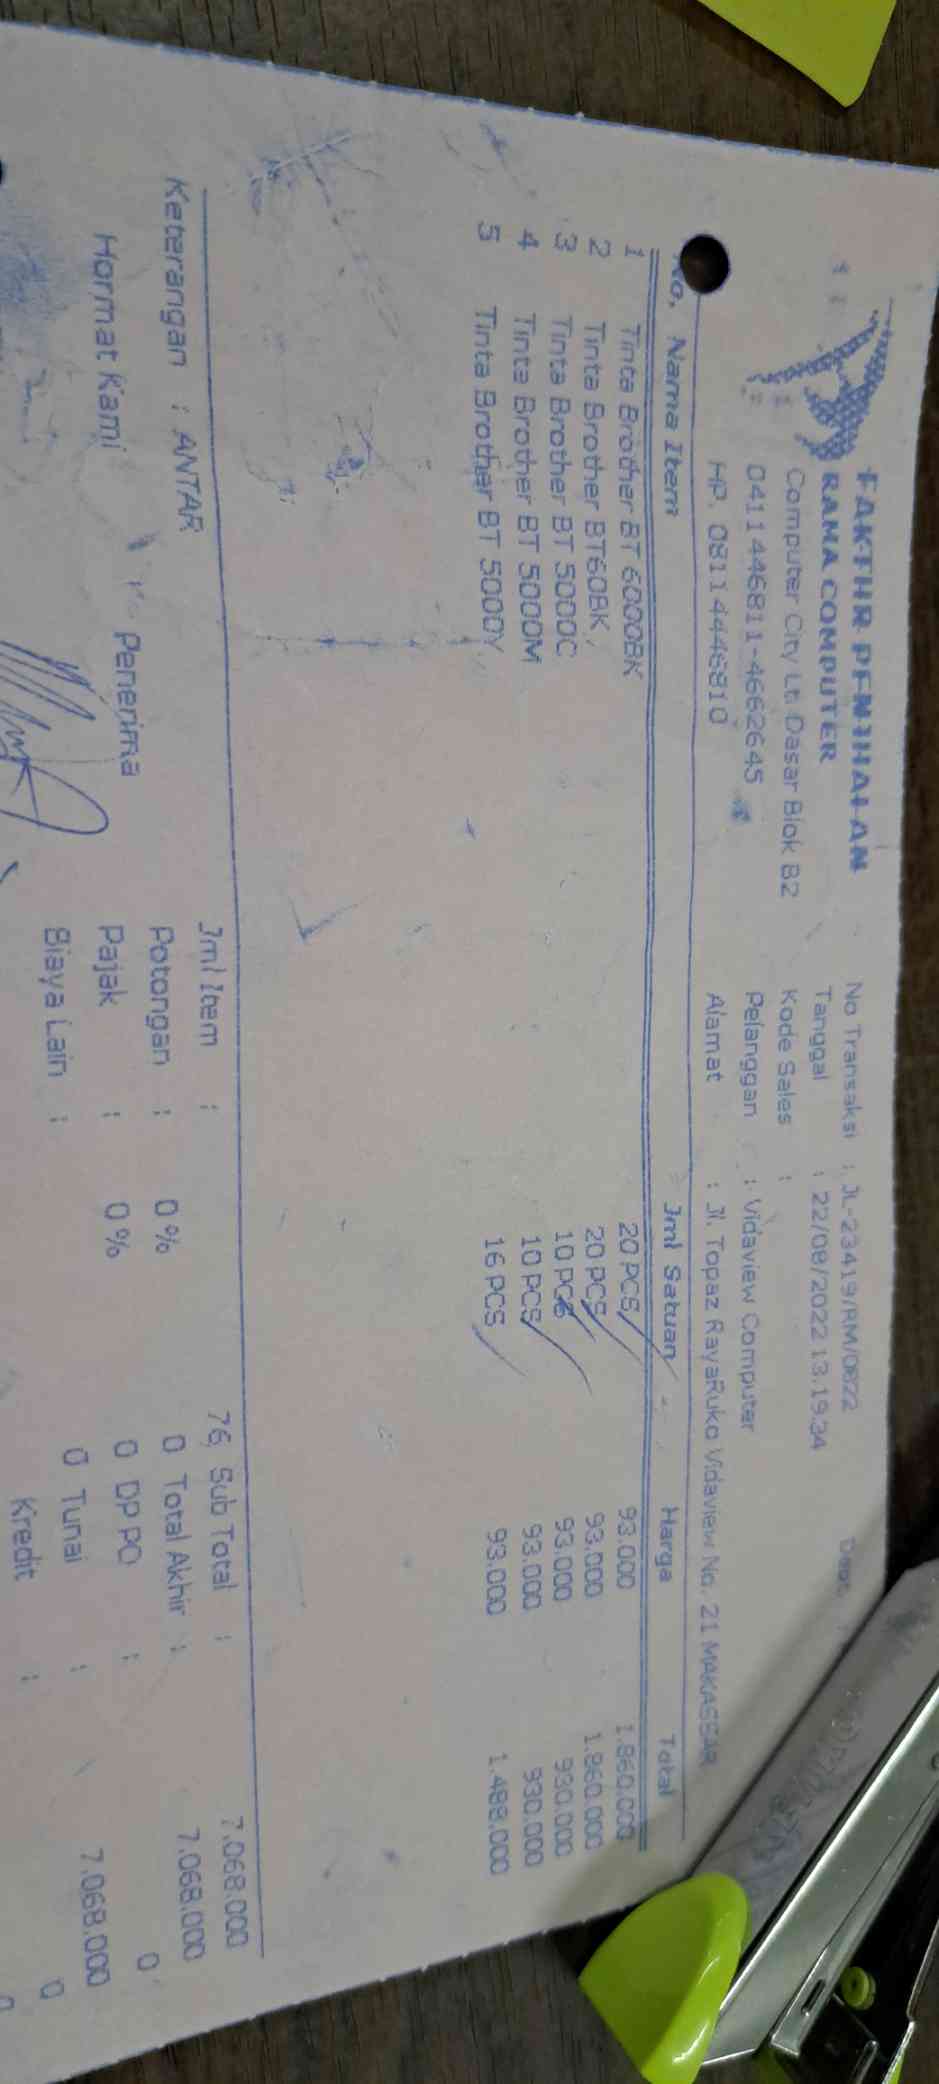 FAKTUR PENJUALAN
RAMA COMPUTER
Computer City Lt. Dasar Blok B2
0411446811-4662645
HP. 08114446810
No Transaksi : JL-23419/RM/0822
Tanggal : 22/08/2022 13.19.34
Kode Sales :
Pelanggan : Vidaview Computer
Alamat : Jl. Topaz RayaRuko Vidaview No. 21 MAKASSAR
No. Nama Item Jml Satuan Harga Total
1 Tinta Brother BT 6000BK 20 PCS 93.000 1.860.000
2 Tinta Brother BT60BK 20 PCS 93.000 1.860.000
3 Tinta Brother BT 5000C 10 PCS 93.000 930.000
4 Tinta Brother BT 5000M 10 PCS 93.000 930.000
5 Tinta Brother BT 5000Y 16 PCS 93.000 1.488.000
Keterangan : ANTAR
Hormat Kami Penerima
Jml Item : 76 Sub Total : 7.068.000
Potongan : 0 % 0 Total Akhir : 7.068.000
Pajak : 0 % 0 DP PO : 0
Biaya Lain : 0 Tunai : 7.068.000
Kredit : 0